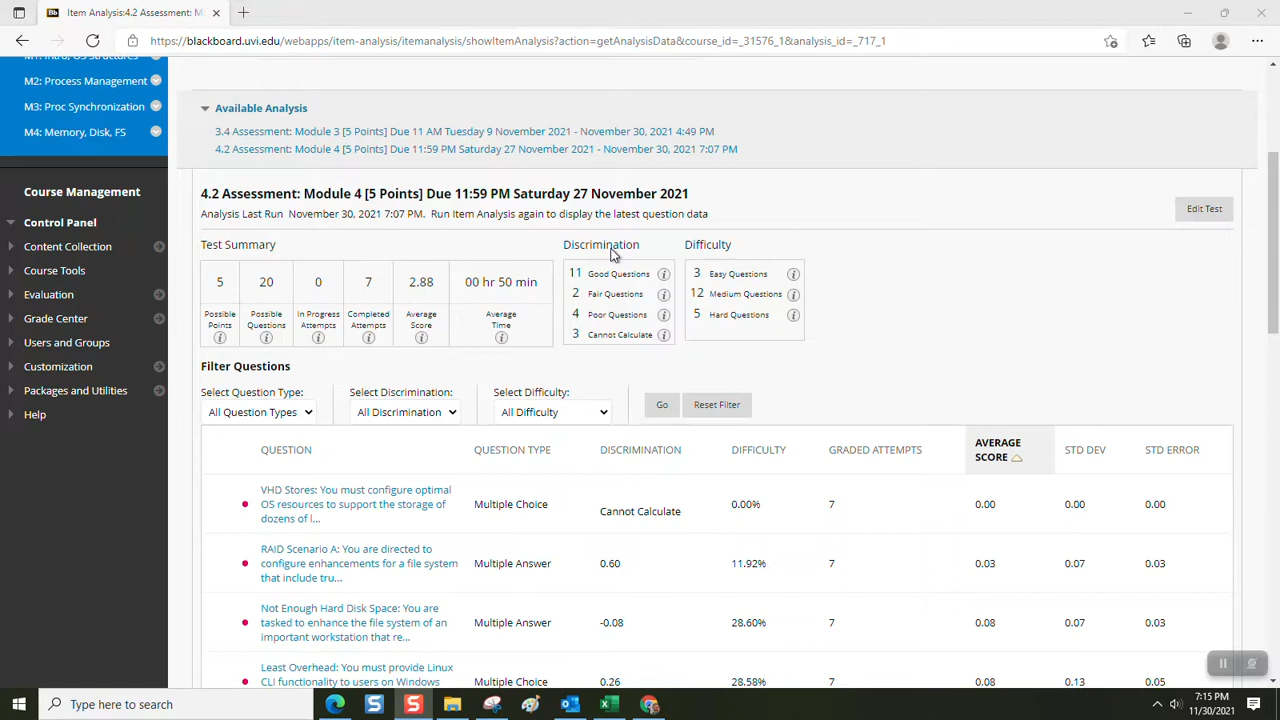 Item Analysis:4.2 Assessment: M
https://blackboard.uvi.edu/webapps/item-analysis/itemanalysis/showItemAnalysis?action=getAnalysisData&course_id=_31576_1&analysis_id=_717_1
M1: Intro, OS Structures
M2: Process Management
M3: Proc Synchronization
M4: Memory, Disk, FS
Course Management
Control Panel
Content Collection
Course Tools
Evaluation
Grade Center
Users and Groups
Customization
Packages and Utilities
Help
Available Analysis
3.4 Assessment: Module 3 [5 Points] Due 11 AM Tuesday 9 November 2021 - November 30, 2021 4:49 PM
4.2 Assessment: Module 4 [5 Points] Due 11:59 PM Saturday 27 November 2021 - November 30, 2021 7:07 PM
4.2 Assessment: Module 4 [5 Points] Due 11:59 PM Saturday 27 November 2021
Analysis Last Run November 30, 2021 7:07 PM. Run Item Analysis again to display the latest question data
Edit Test
Test Summary
5 20 0 7 2.88 00 hr 50 min
Possible Points
Possible Questions
In Progress Attempts
Completed Attempts
Average Score
Average Time
Discrimination
11 Good Questions
2 Fair Questions
4 Poor Questions
3 Cannot Calculate
Difficulty
3 Easy Questions
12 Medium Questions
5 Hard Questions
Filter Questions
Select Question Type: Select Discrimination: Select Difficulty:
All Question Types All Discrimination All Difficulty Go Reset Filter
QUESTION QUESTION TYPE DISCRIMINATION DIFFICULTY GRADED ATTEMPTS AVERAGE SCORE STD DEV STD ERROR
VHD Stores: You must configure optimal
OS resources to support the storage of
dozens of l...
Multiple Choice Cannot Calculate 0.00% 7 0.00 0.00 0.00
RAID Scenario A: You are directed to
configure enhancements for a file system
that include tru...
Multiple Answer 0.60 11.92% 7 0.03 0.07 0.03
Not Enough Hard Disk Space: You are
tasked to enhance the file system of an
important workstation that re...
Multiple Answer -0.08 28.60% 7 0.08 0.07 0.03
Least Overhead: You must provide Linux
CLI functionality to users on Windows
Multiple Choice 0.26 28.58% 7 0.08 0.13 0.05
Type here to search
7:15 PM
11/30/2021